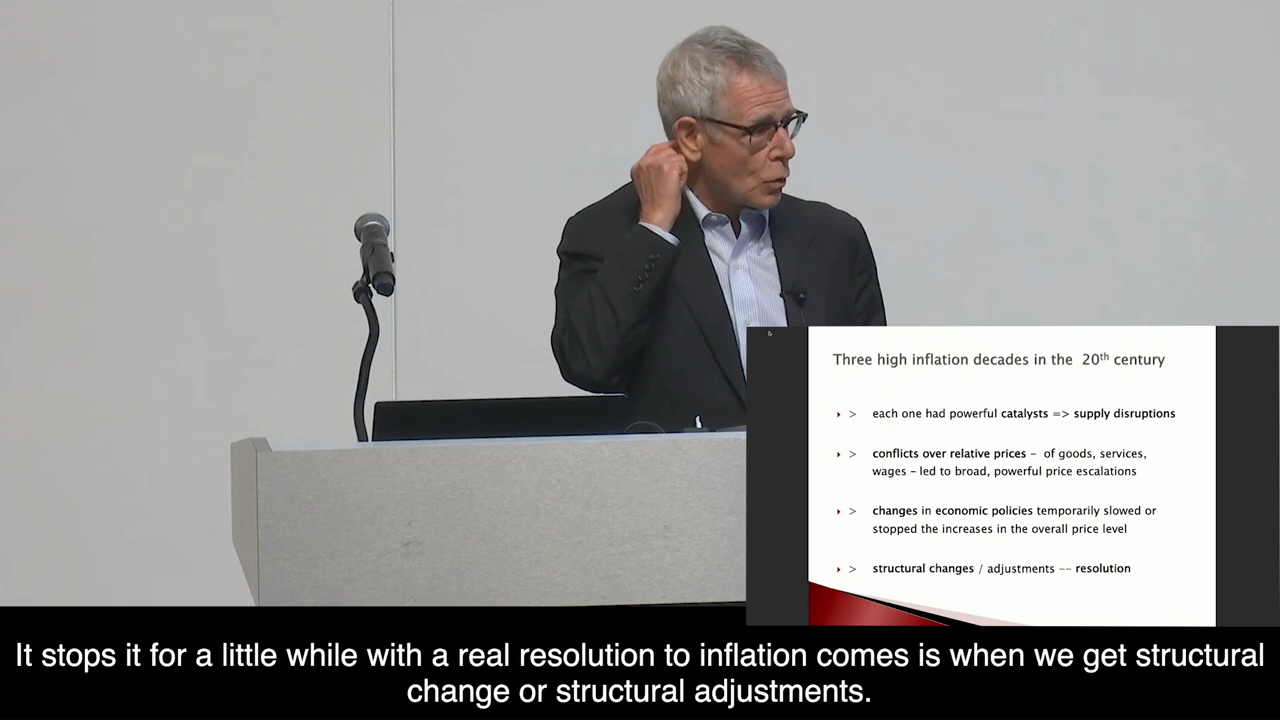 Three high inflation decades in the 20th century
> each one had powerful catalysts => supply disruptions
> conflicts over relative prices – of goods, services,
wages – led to broad, powerful price escalations
> changes in economic policies temporarily slowed or
stopped the increases in the overall price level
> structural changes / adjustments -- resolution
It stops it for a little while with a real resolution to inflation comes is when we get structural
change or structural adjustments.